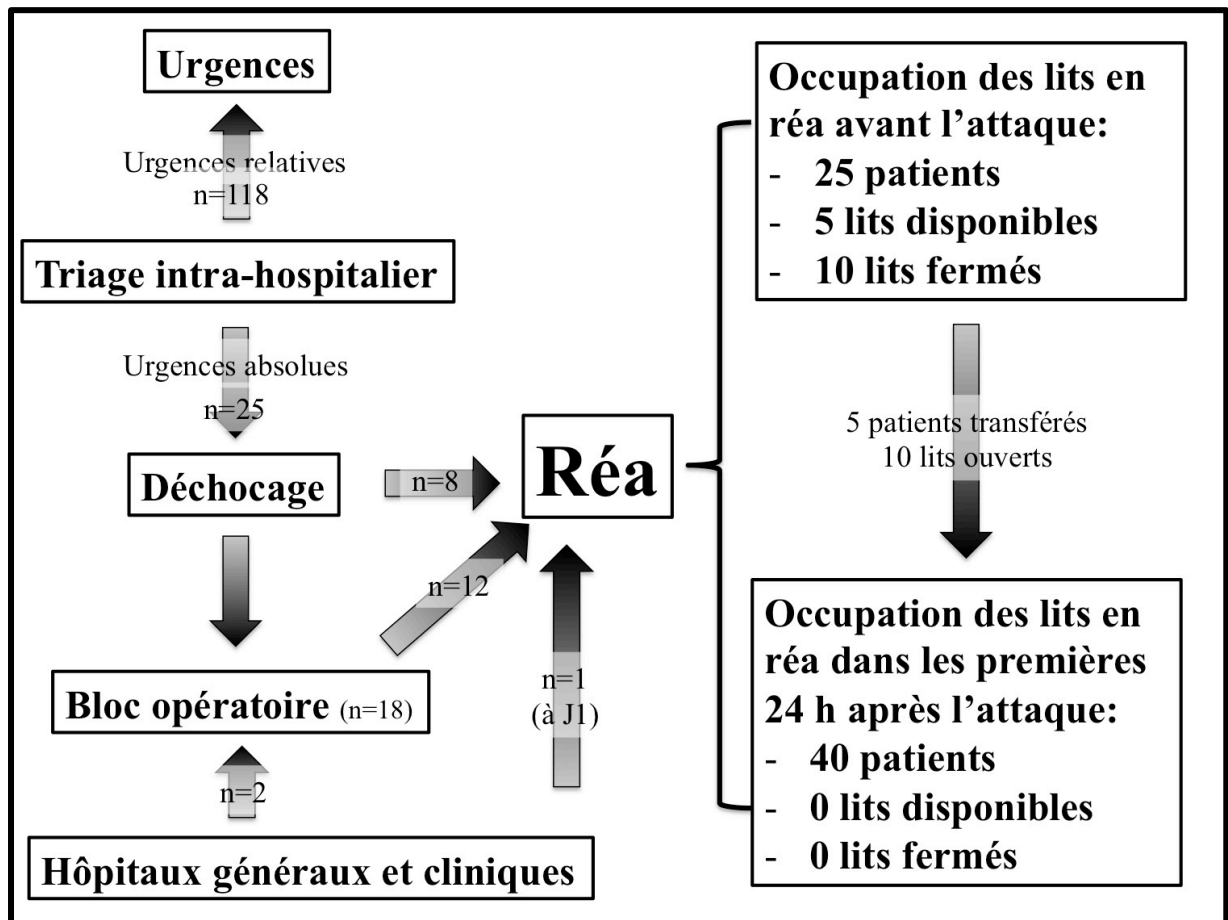 Urgences
Urgences relatives
n=118
Triage intra-hospitalier
Urgences absolues
n=25
Déchocage
n=8
Réa
n=12
Bloc opératoire (n=18)
n=1
(à J1)
n=2
Hôpitaux généraux et cliniques
Occupation des lits en
réa avant l’attaque:
- 25 patients
- 5 lits disponibles
- 10 lits fermés
5 patients transférés
10 lits ouverts
Occupation des lits en
réa dans les premières
24 h après l’attaque:
- 40 patients
- 0 lits disponibles
- 0 lits fermés